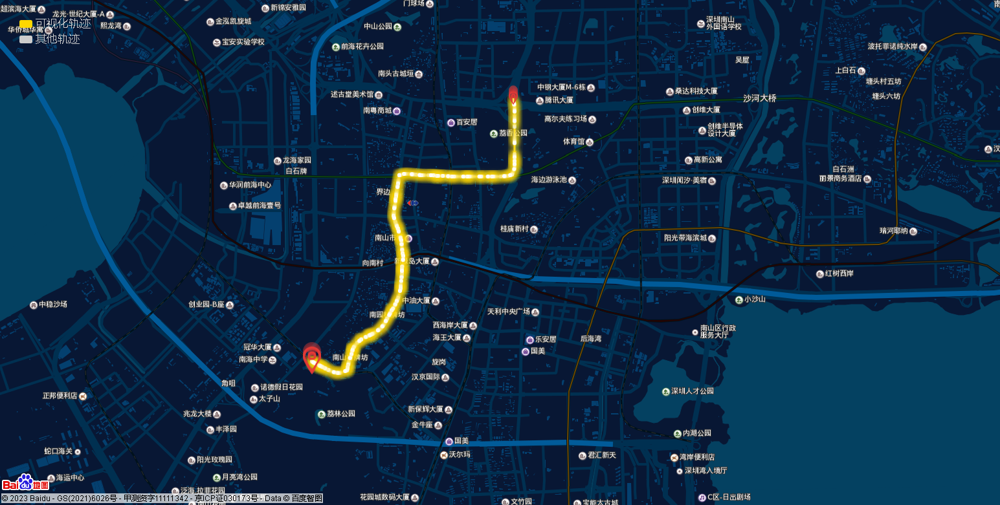 超滨海大厦
龙光·世纪大厦-A
新锦安雅园
门球场
可视化轨迹
熙龙湾
金泓凯旋城
中山公园
深圳南山
外国语学校
华侨城华寓
其他轨迹
宝安实验学校
前海花卉公园
波托菲诺纯水岸
吴屋
上白石
南头古城垣
塘头村五坊
中钢大厦M-6栋
桑达科技大厦
述古堂美术馆
腾讯大厦
沙河大桥
塘头六坊
南粤商城
创维大厦
百安居
高尔夫练习场
创维半导体
设计大厦
荔香公园
体育馆
汉
龙海家园
高新公寓
白石牌
白石洲
丽景商务酒店
海边游泳池
深圳闻汐·美宿
华润前海中心
界边
卓越前海壹号
桂庙新村
瑞河耶纳
南山市
阳光带海滨城
向南村
新
岛大厦
红树西岸
中稳沙场
创业园-B座
中油大厦
小沙山
南园
牌坊
天利中央广场
西海岸大厦
南山区行政
服务大厅
海王大厦
乐安居
后海湾
冠华大厦
国美
南海中学
南山
牌坊
旋岗
汉京国际
角咀
诺德假日花园
深圳人才公园
正邦便利店
太子山
兆龙大楼
荔林公园
新保辉大厦
金牛座
丰泽园
内湖公园
国美
蛇口海关
沃尔玛
君汇新天
湾岸便利店
阳光玫瑰园
深圳湾入境厅
海运中心
月亮湾公园
Bai du 地图
泛海·拉菲花园
花园城数码大厦
文竹园
宝能太古城
C区-日出剧场
© 2023 Baidu - GS(2021)6026号 - 甲测资字11111342 - 京ICP证030173号 - Data © 百度智图